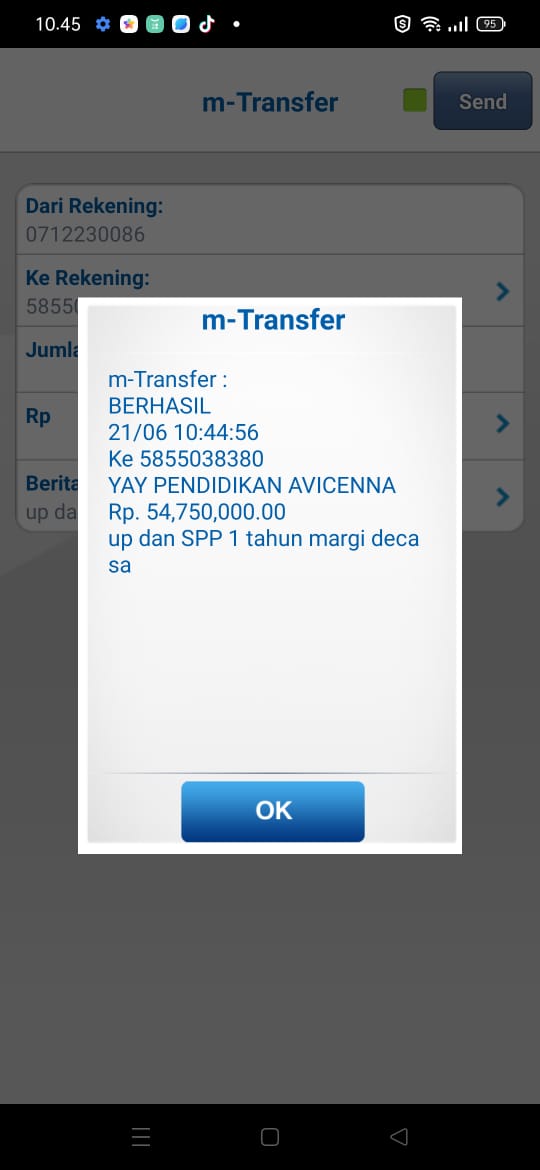 10.45
95
m-Transfer
Send
Dari Rekening:
0712230086
Ke Rekening:
5855
Rp
up da
m-Transfer
m-Transfer :
BERHASIL
21/06 10:44:56
Ke 5855038380
YAY PENDIDIKAN AVICENNA
Rp. 54,750,000.00
up dan SPP 1 tahun margi deca
sa
OK